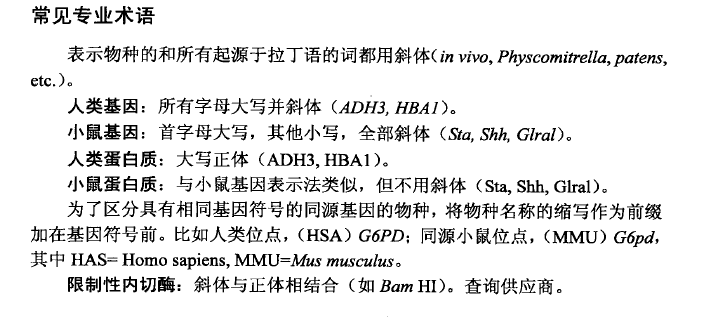 常见专业术语
表示物种的和所有起源于拉丁语的词都用斜体(in vivo, Physcomitrella, patens,
etc.)。
人类基因：所有字母大写并斜体（ADH3, HBA1）。
小鼠基因：首字母大写，其他小写，全部斜体（Sta, Shh, Glral）。
人类蛋白质：大写正体（ADH3, HBA1）。
小鼠蛋白质：与小鼠基因表示法类似，但不用斜体（Sta, Shh, Glral）。
为了区分具有相同基因符号的同源基因的物种，将物种名称的缩写作为前缀
加在基因符号前。比如人类位点，（HSA）G6PD；同源小鼠位点，（MMU）G6pd，
其中 HAS= Homo sapiens, MMU=Mus musculus。
限制性内切酶：斜体与正体相结合（如 Bam HI）。查询供应商。